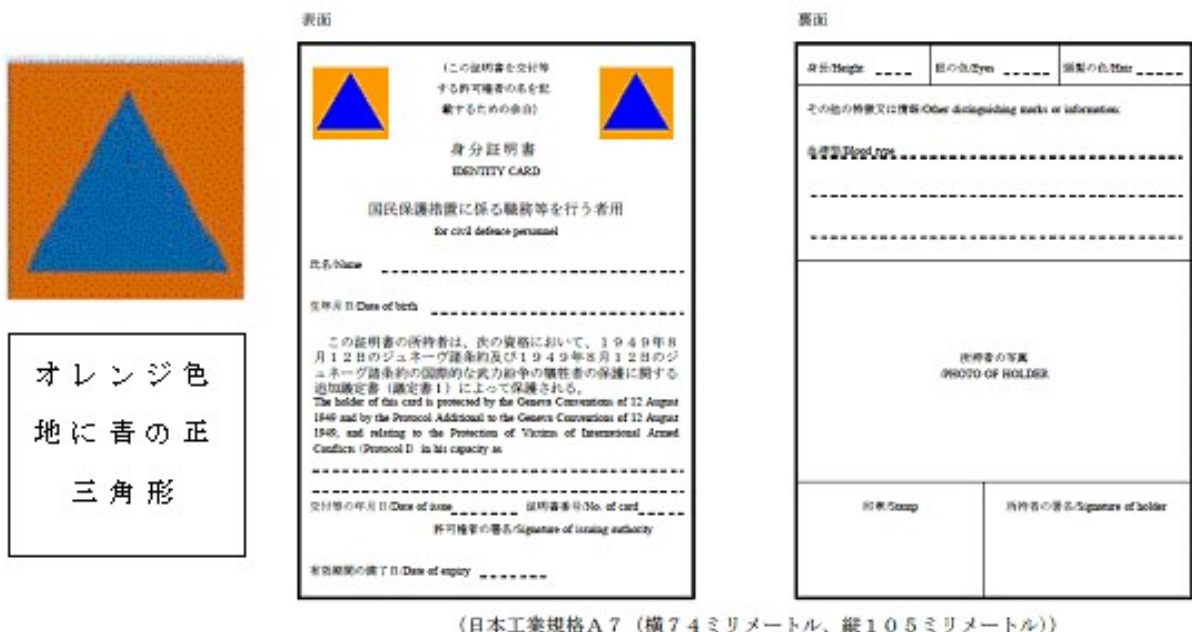 オレンジ色
地に青の正
三角形
表面
(この証明書を交付等
する許可権者の名を記
載するための余白)
身分証明書
IDENTITY CARD
国民保護措置に係る職務等を行う者用
for civil defence personnel
氏名/Name
生年月日/Date of birth
この証明書の所持者は、次の資格において、1949年8
月12日のジュネーヴ諸条約及び1949年8月12日のジ
ュネーヴ諸条約の国際的な武力紛争の犠牲者の保護に関する
追加議定書(議定書I)によって保護される。
The holder of this card is protected by the Geneva Conventions of 12 August
1949 and by the Protocol Additional to the Geneva Conventions of 12 August
1949, and relating to the Protection of Victims of International Armed
Conflicts (Protocol I) in his capacity as
交付等の年月日/Date of issue 証明書番号/No. of card
許可権者の署名/Signature of issuing authority
有効期間の満了日/Date of expiry
裏面
身長/Height 眼の色/Eyes 頭髪の色/Hair
その他の特徴又は情報/Other distinguishing marks or information:
血液型/Blood type
所持者の写真
PHOTO OF HOLDER
印章/Stamp 所持者の署名/Signature of holder
(日本工業規格A7(横74ミリメートル、縦105ミリメートル))